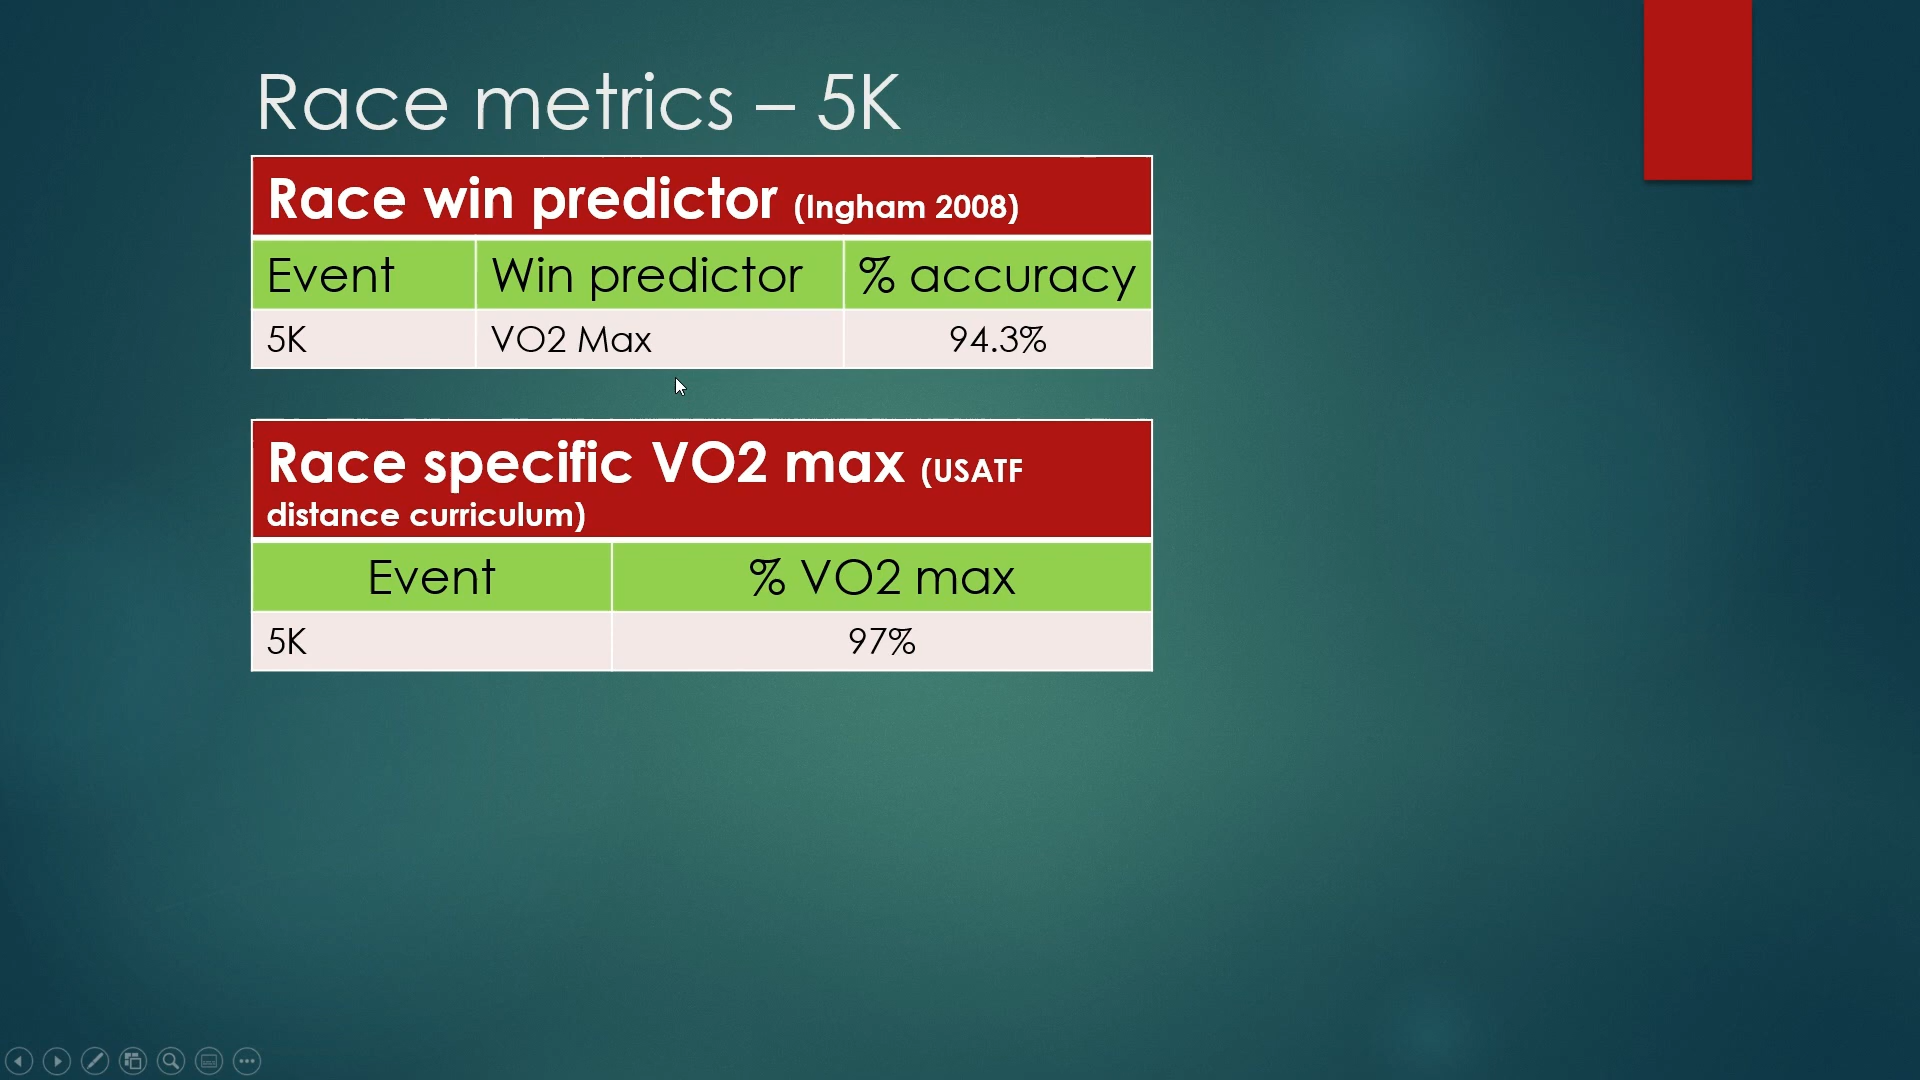 Race metrics – 5K
Race win predictor (Ingham 2008)
Event Win predictor % accuracy
5K VO2 Max 94.3%
Race specific VO2 max (USATF
distance curriculum)
Event % VO2 max
5K 97%